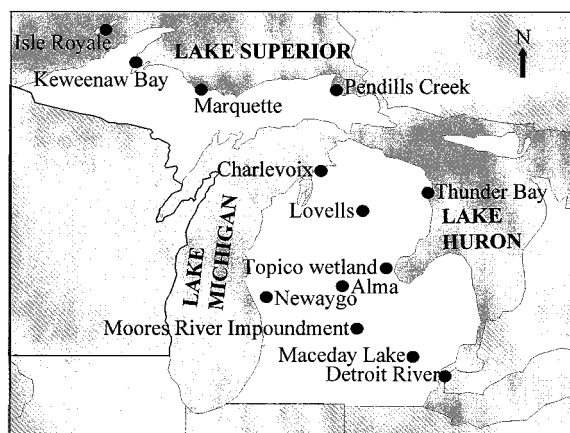 Isle Royale
LAKE SUPERIOR
N
Keweenaw Bay
Marquette
Pendills Creek
Charlevoix
Thunder Bay
Lovells
LAKE
HURON
LAKE
MICHIGAN
Topico wetland
Alma
Newaygo
Moores River Impoundment
Maceday Lake
Detroit River